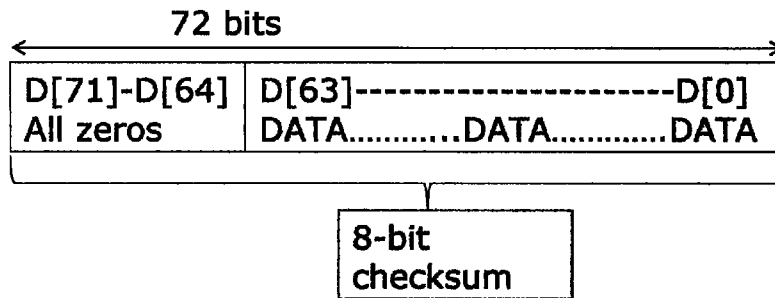 72 bits
D[71]-D[64] D[63]----------------------D[0]
All zeros DATA...........DATA.............DATA
8-bit
checksum